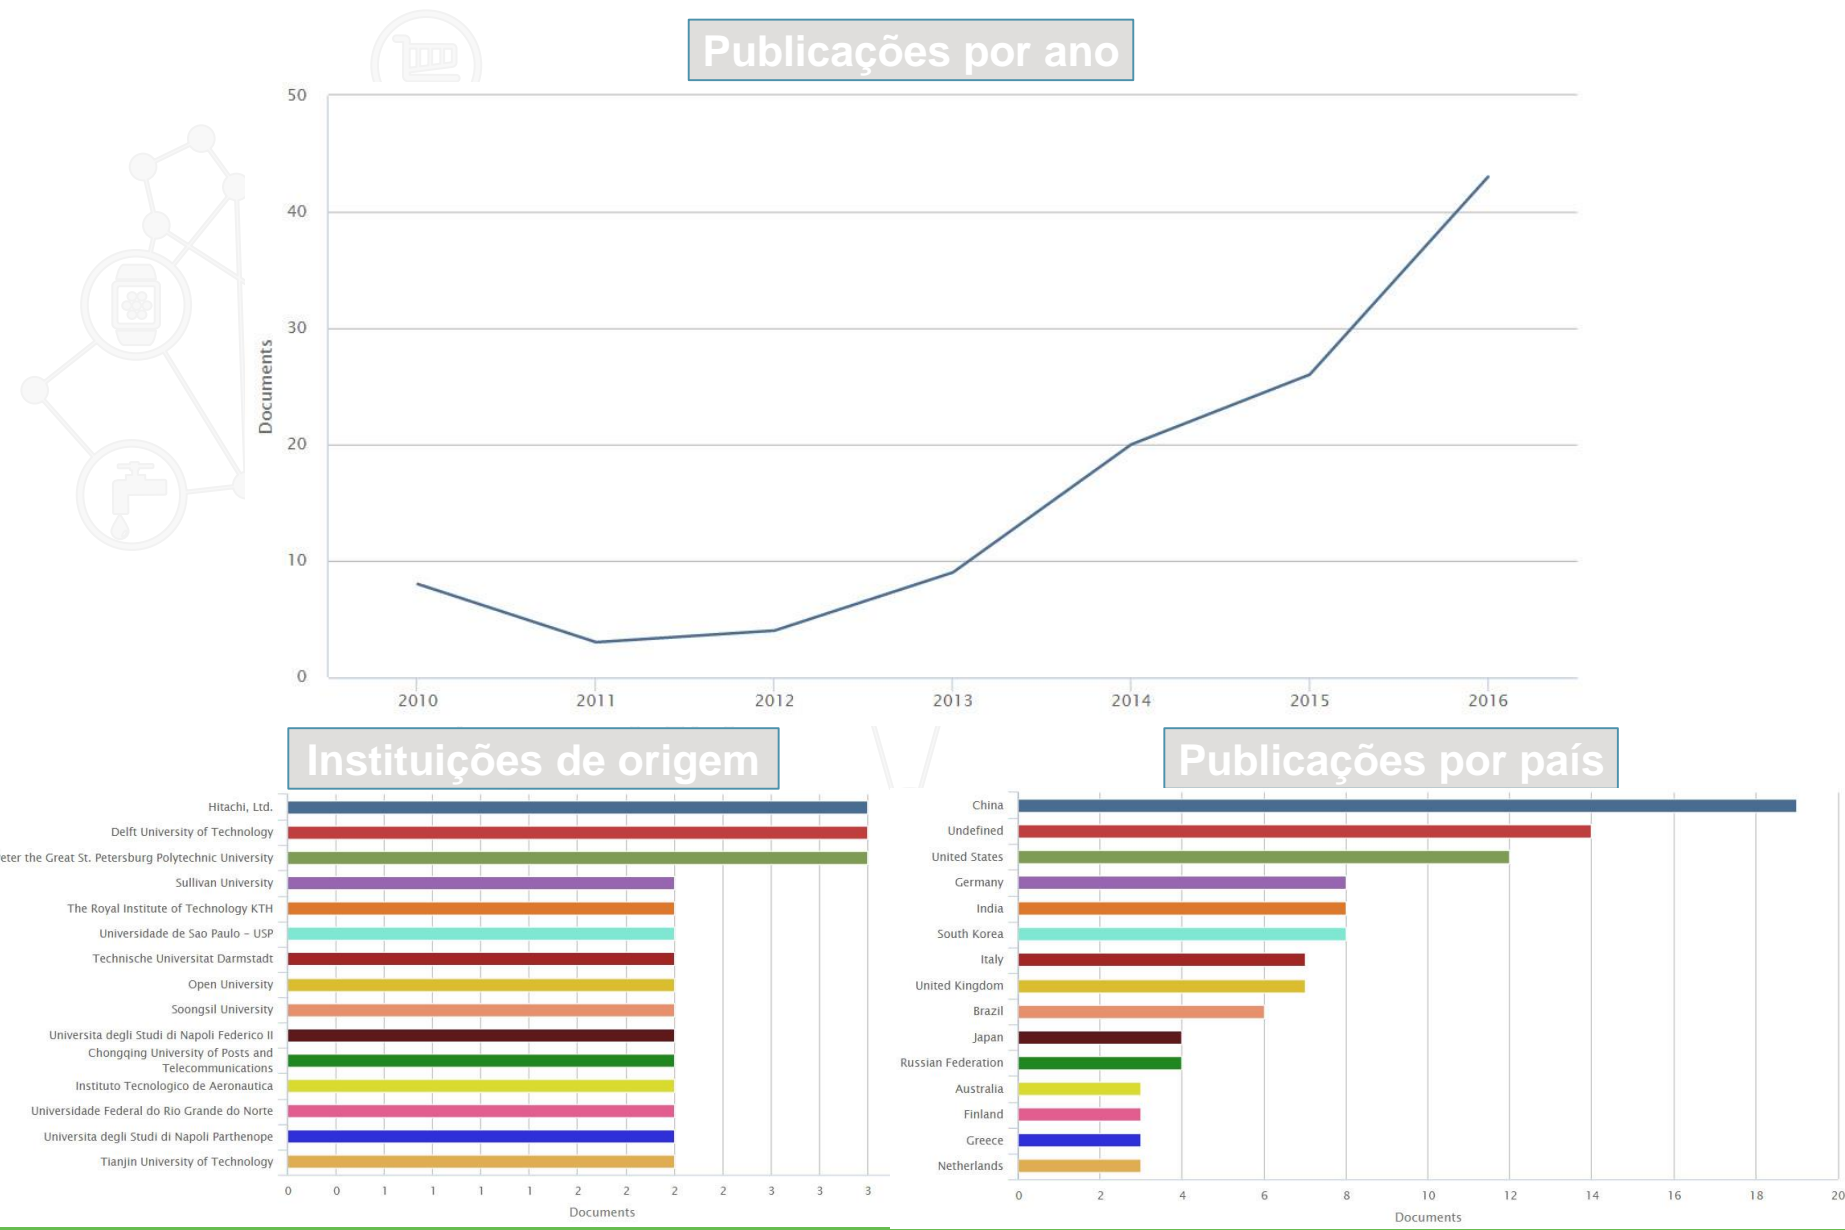 Publicações por ano
50
40
30
20
10
0
Documents
2010 2011 2012 2013 2014 2015 2016
Instituições de origem
Hitachi, Ltd.
Delft University of Technology
eter the Great St. Petersburg Polytechnic University
Sullivan University
The Royal Institute of Technology KTH
Universidade de Sao Paulo - USP
Technische Universitat Darmstadt
Open University
Soongsil University
Universita degli Studi di Napoli Federico II
Chongqing University of Posts and
Telecommunications
Instituto Tecnologico de Aeronautica
Universidade Federal do Rio Grande do Norte
Universita degli Studi di Napoli Parthenope
Tianjin University of Technology
0 0 1 1 1 1 2 2 2 2 3 3 3
Documents
Publicações por país
China
Undefined
United States
Germany
India
South Korea
Italy
United Kingdom
Brazil
Japan
Russian Federation
Australia
Finland
Greece
Netherlands
0 2 4 6 8 10 12 14 16 18 20
Documents